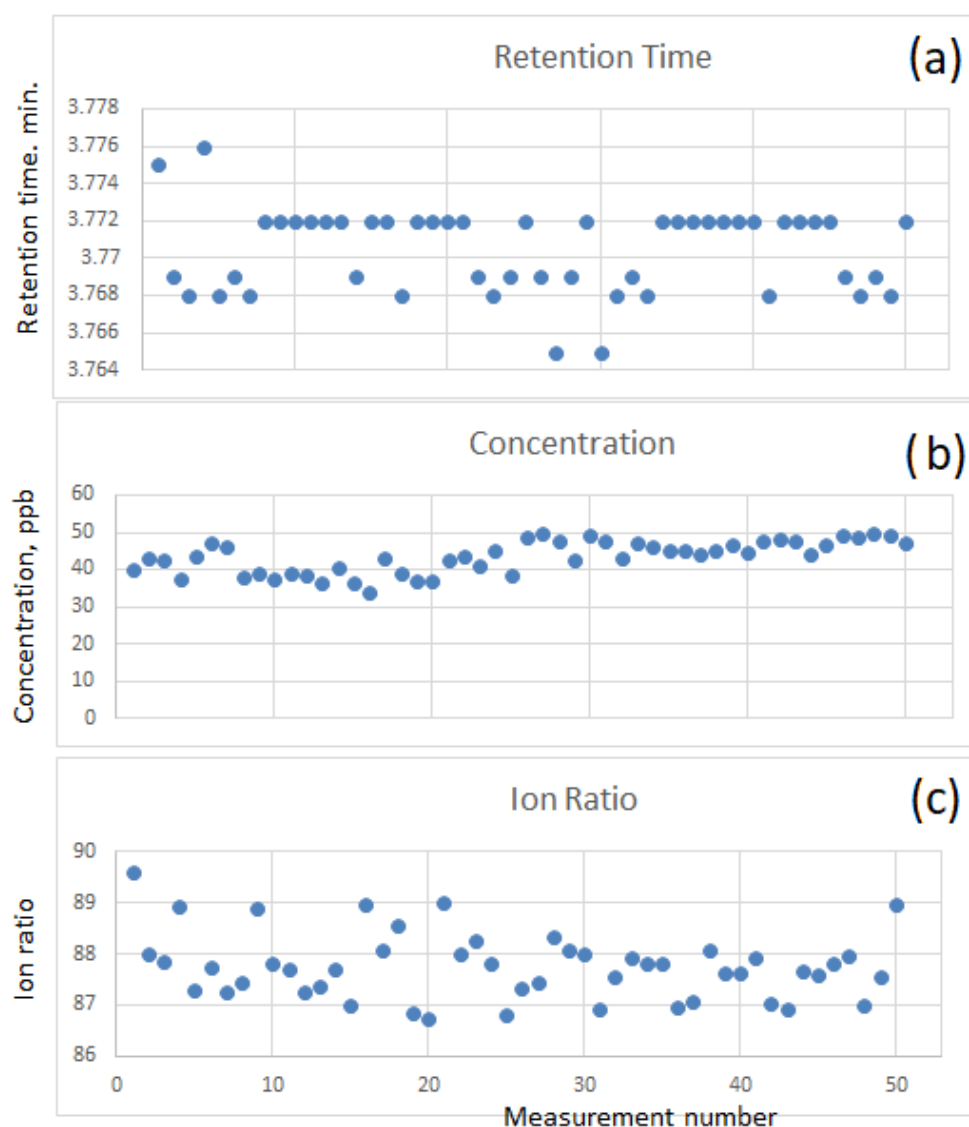 Retention Time
(a)
Retention time. min.
3.778
3.776
3.774
3.772
3.77
3.768
3.766
3.764
Concentration
(b)
Concentration, ppb
60
50
40
30
20
10
0
Ion Ratio
(c)
Ion ratio
90
89
88
87
86
0 10 20 30 40 50
Measurement number